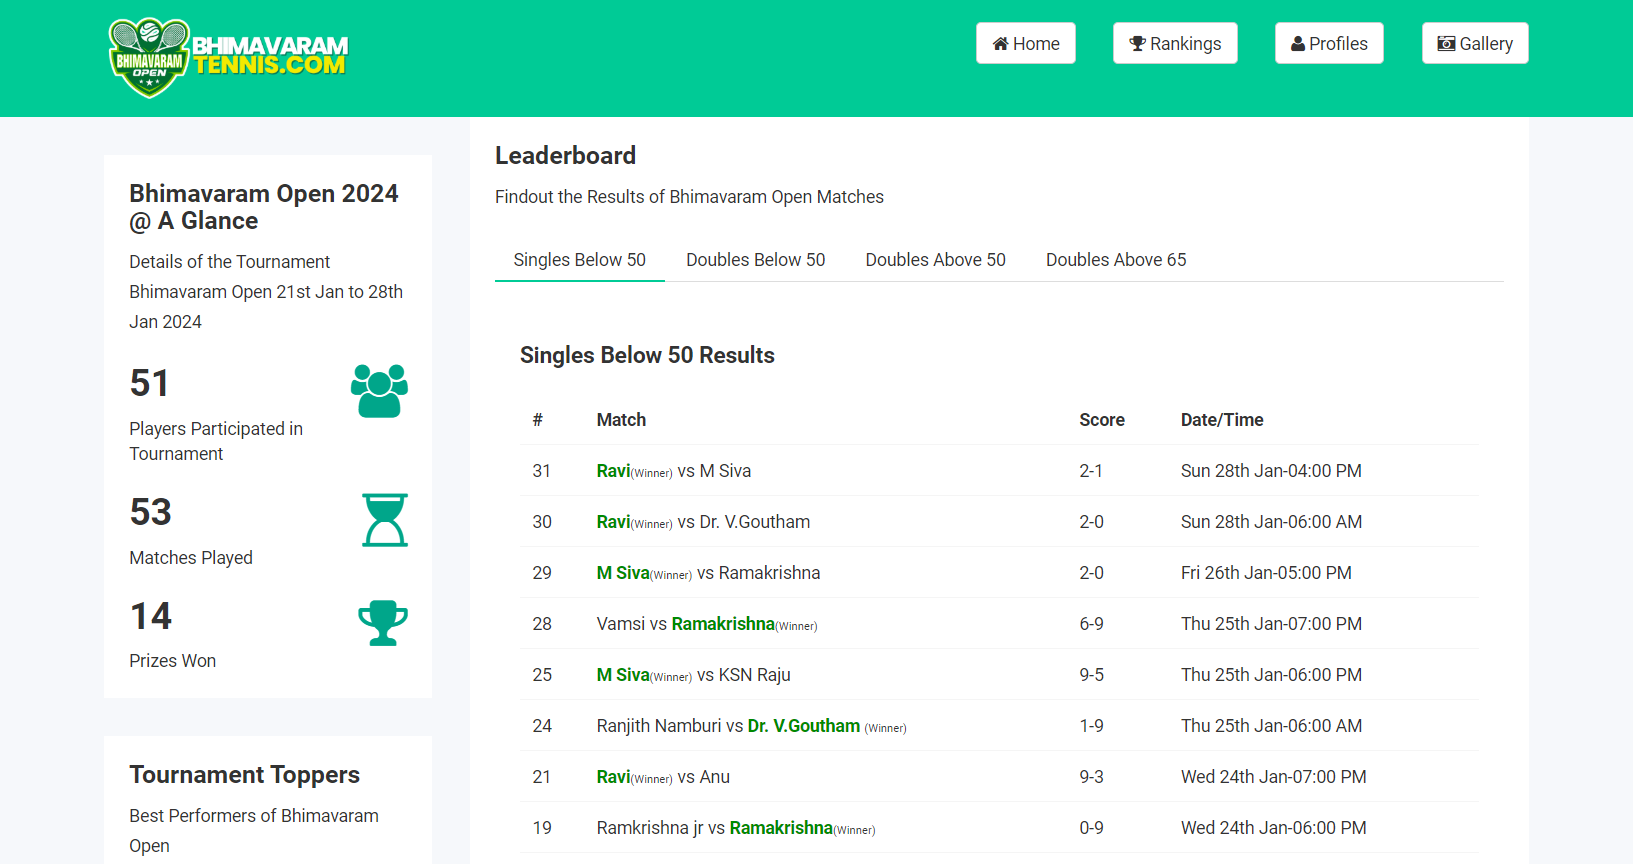 BHIMAVARAM
OPEN
BHIMAVARAM
TENNIS.COM
Home
Rankings
Profiles
Gallery
Bhimavaram Open 2024
@ A Glance
Details of the Tournament
Bhimavaram Open 21st Jan to 28th
Jan 2024
51
Players Participated in
Tournament
53
Matches Played
14
Prizes Won
Tournament Toppers
Best Performers of Bhimavaram
Open
Leaderboard
Findout the Results of Bhimavaram Open Matches
Singles Below 50 Doubles Below 50 Doubles Above 50 Doubles Above 65
Singles Below 50 Results
# Match Score Date/Time
31 Ravi(Winner) vs M Siva 2-1 Sun 28th Jan-04:00 PM
30 Ravi(Winner) vs Dr. V.Goutham 2-0 Sun 28th Jan-06:00 AM
29 M Siva(Winner) vs Ramakrishna 2-0 Fri 26th Jan-05:00 PM
28 Vamsi vs Ramakrishna(Winner) 6-9 Thu 25th Jan-07:00 PM
25 M Siva(Winner) vs KSN Raju 9-5 Thu 25th Jan-06:00 PM
24 Ranjith Namburi vs Dr. V.Goutham (Winner) 1-9 Thu 25th Jan-06:00 AM
21 Ravi(Winner) vs Anu 9-3 Wed 24th Jan-07:00 PM
19 Ramkrishna jr vs Ramakrishna(Winner) 0-9 Wed 24th Jan-06:00 PM